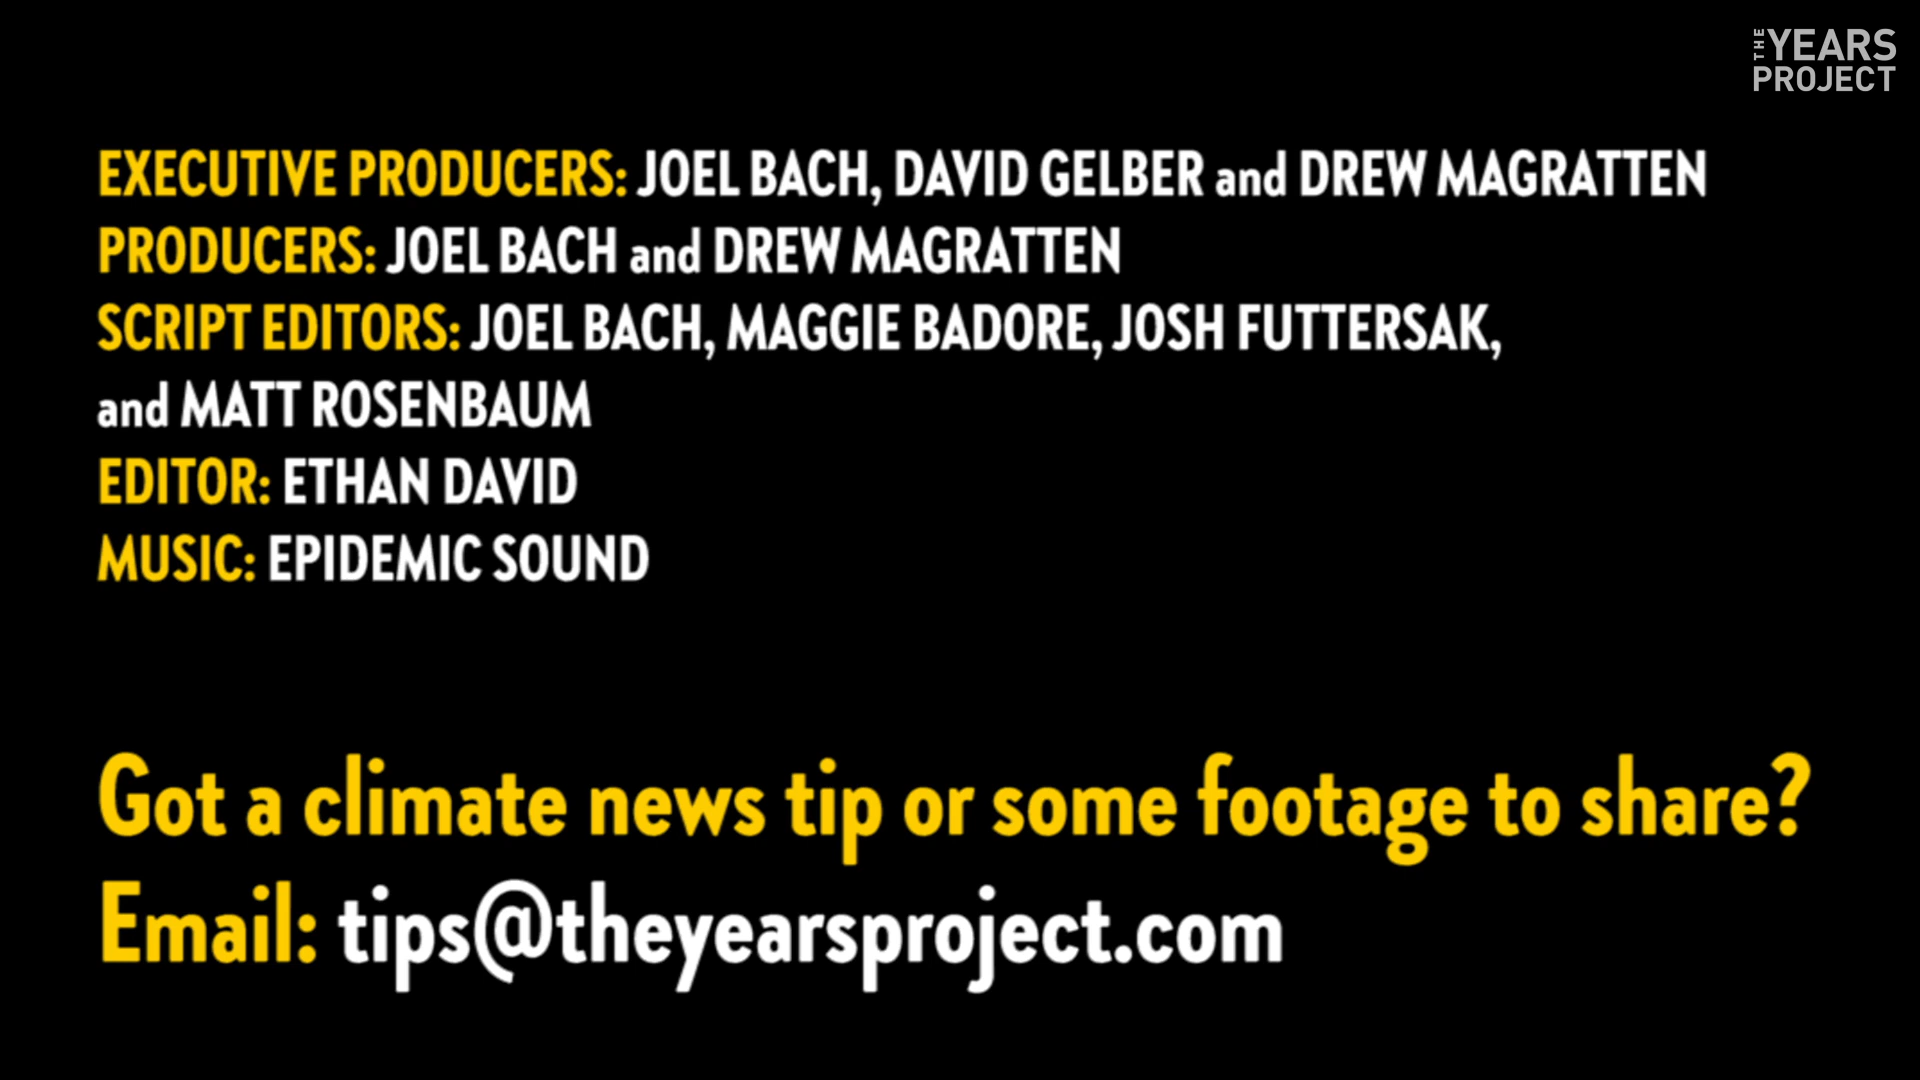 THE YEARS
PROJECT
EXECUTIVE PRODUCERS: JOEL BACH, DAVID GELBER and DREW MAGRATTEN
PRODUCERS: JOEL BACH and DREW MAGRATTEN
SCRIPT EDITORS: JOEL BACH, MAGGIE BADORE, JOSH FUTTERSAK,
and MATT ROSENBAUM
EDITOR: ETHAN DAVID
MUSIC: EPIDEMIC SOUND
Got a climate news tip or some footage to share?
Email: tips@theyearsproject.com